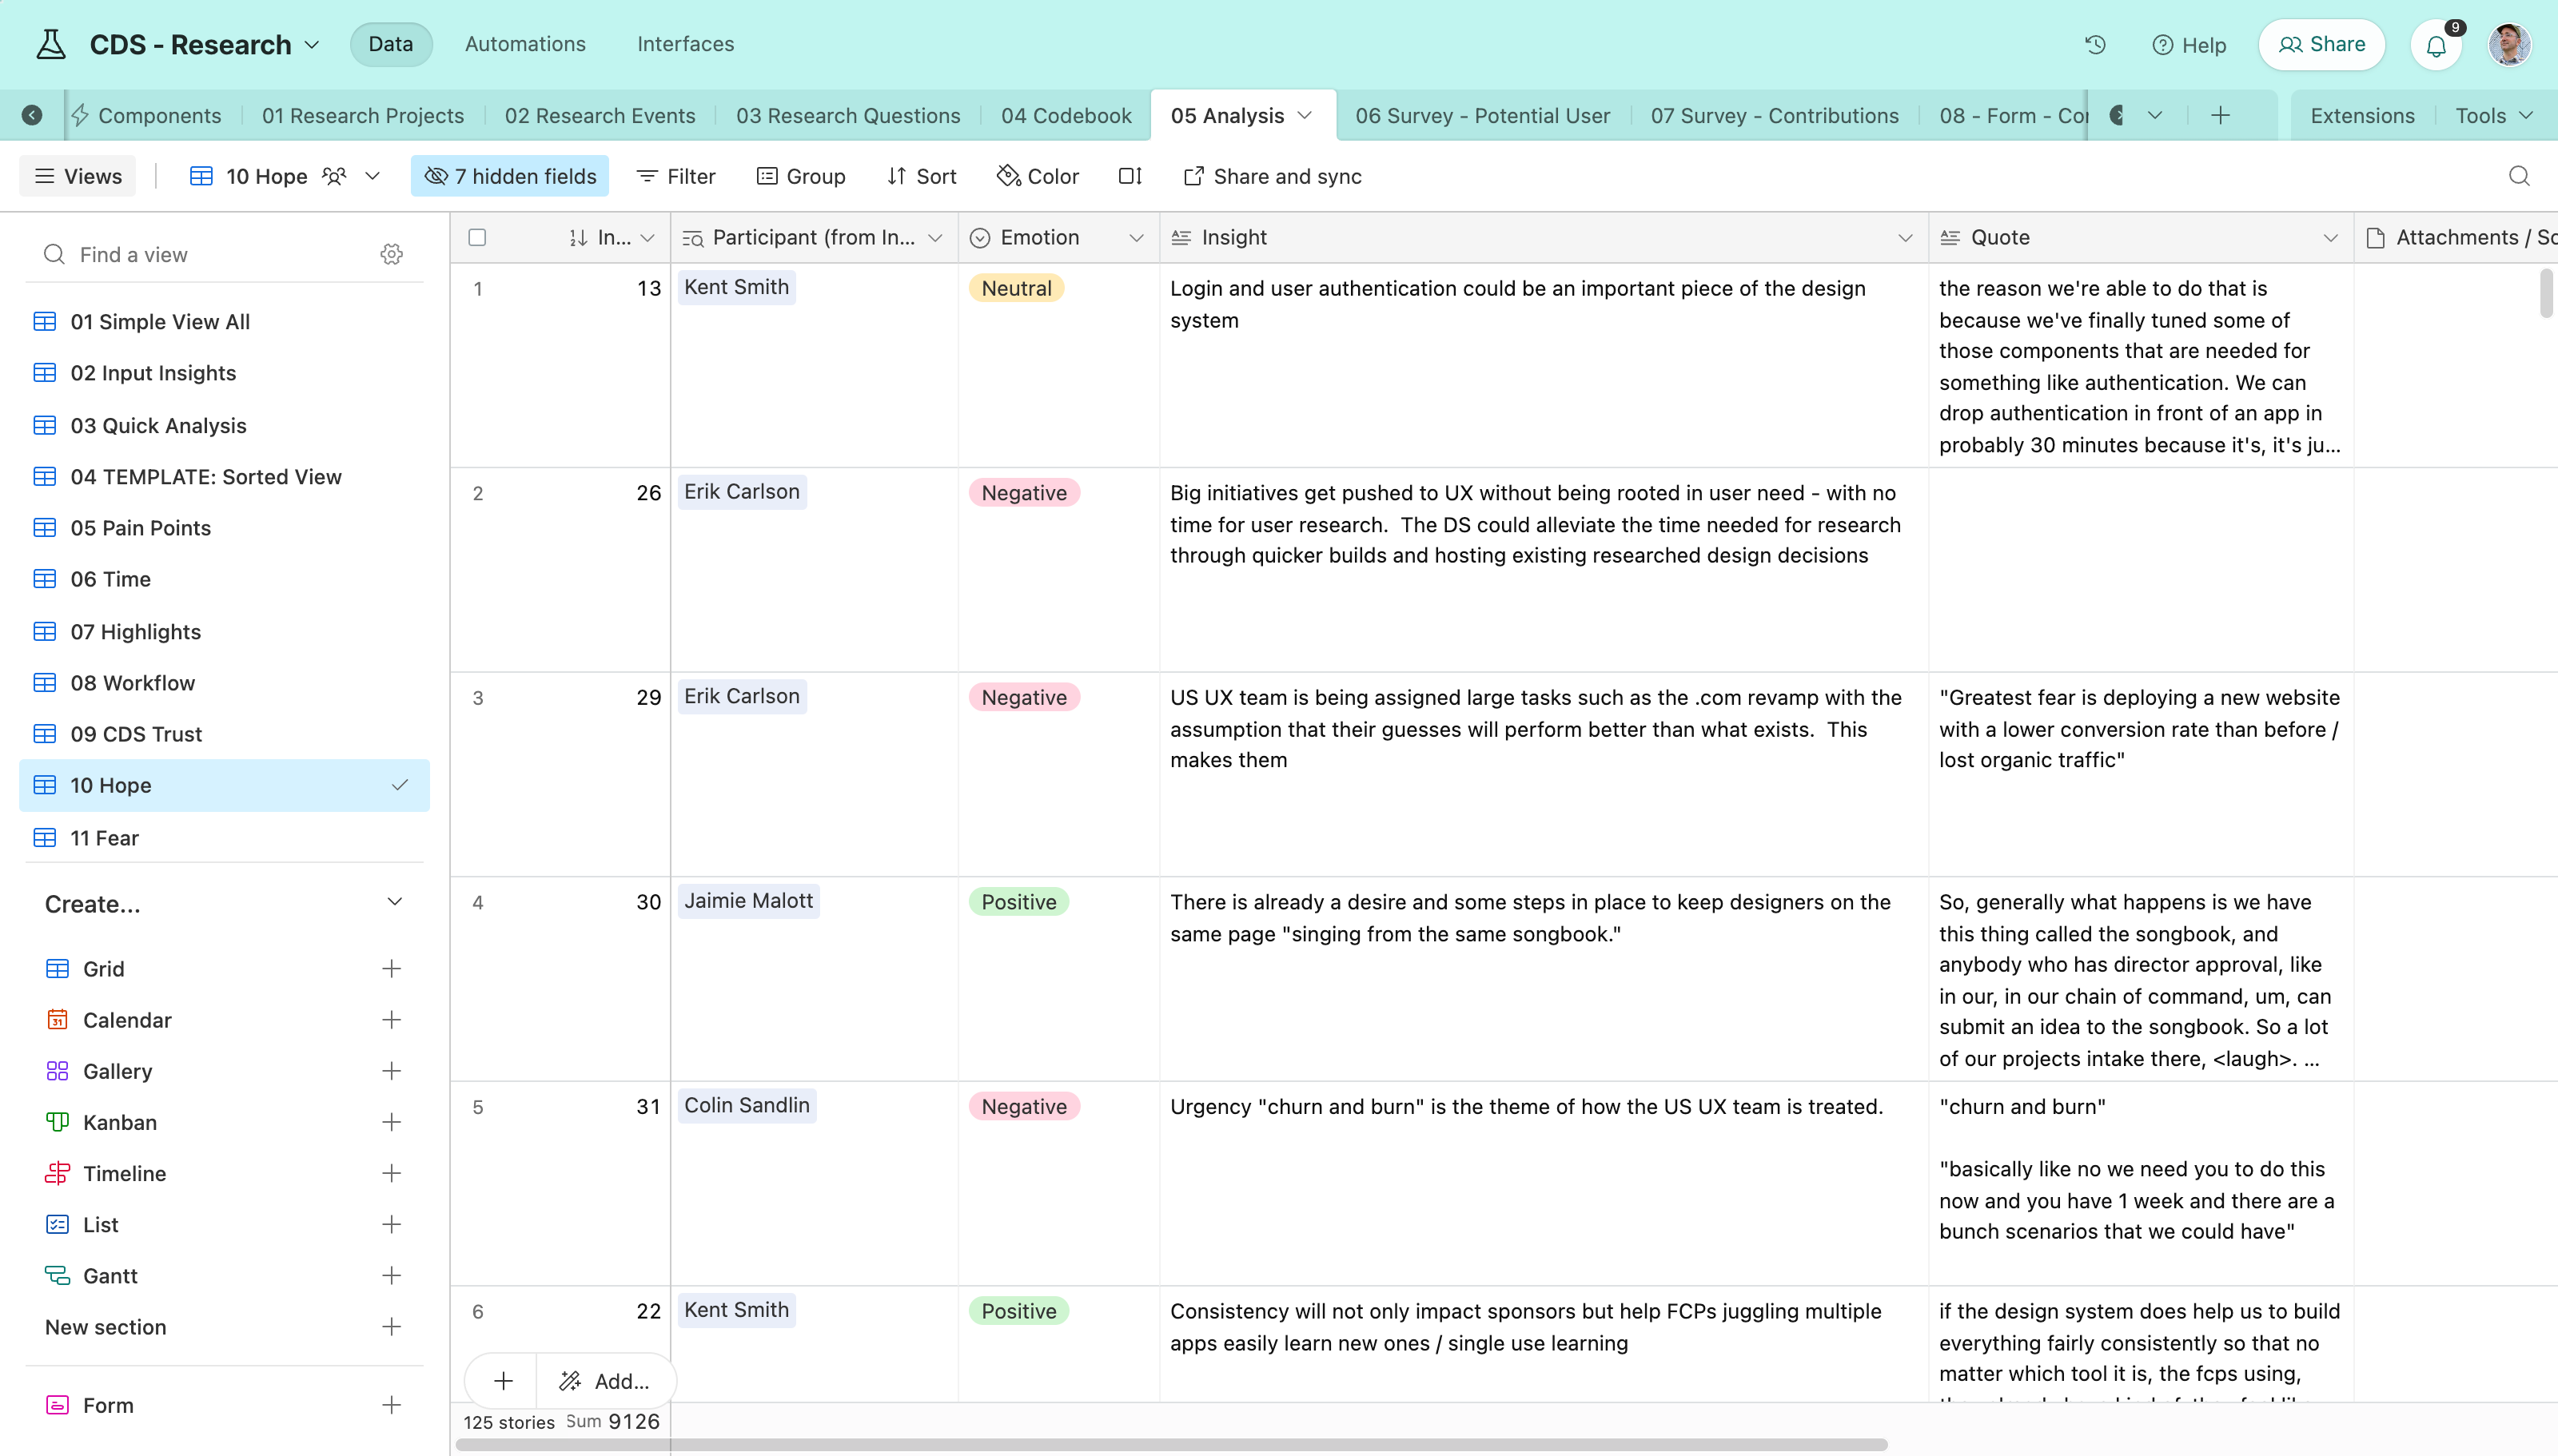 CDS - Research
Data
Automations
Interfaces
Help
Share
9
Components
01 Research Projects
02 Research Events
03 Research Questions
04 Codebook
05 Analysis
06 Survey - Potential User
07 Survey - Contributions
08 - Form - Cor
Extensions
Tools
Views
10 Hope
7 hidden fields
Filter
Group
Sort
Color
Share and sync
Find a view
01 Simple View All
02 Input Insights
03 Quick Analysis
04 TEMPLATE: Sorted View
05 Pain Points
06 Time
07 Highlights
08 Workflow
09 CDS Trust
10 Hope
11 Fear
Create...
Grid
31
Calendar
Gallery
Kanban
Timeline
List
Gantt
New section
Form
In...
Participant (from In...
Emotion
Insight
Quote
Attachments / So
1
13
Kent Smith
Neutral
Login and user authentication could be an important piece of the design
system
the reason we're able to do that is
because we've finally tuned some of
those components that are needed for
something like authentication. We can
drop authentication in front of an app in
probably 30 minutes because it's, it's ju...
2
26
Erik Carlson
Negative
Big initiatives get pushed to UX without being rooted in user need - with no
time for user research.  The DS could alleviate the time needed for research
through quicker builds and hosting existing researched design decisions
3
29
Erik Carlson
Negative
US UX team is being assigned large tasks such as the .com revamp with the
assumption that their guesses will perform better than what exists.  This
makes them
"Greatest fear is deploying a new website
with a lower conversion rate than before /
lost organic traffic"
4
30
Jaimie Malott
Positive
There is already a desire and some steps in place to keep designers on the
same page "singing from the same songbook."
So, generally what happens is we have
this thing called the songbook, and
anybody who has director approval, like
in our, in our chain of command, um, can
submit an idea to the songbook. So a lot
of our projects intake there, <laugh>. ...
5
31
Colin Sandlin
Negative
Urgency "churn and burn" is the theme of how the US UX team is treated.
"churn and burn"
"basically like no we need you to do this
now and you have 1 week and there are a
bunch scenarios that we could have"
6
22
Kent Smith
Positive
Consistency will not only impact sponsors but help FCPs juggling multiple
apps easily learn new ones / single use learning
if the design system does help us to build
everything fairly consistently so that no
matter which tool it is, the fcps using,
Add...
125 stories
Sum 9126